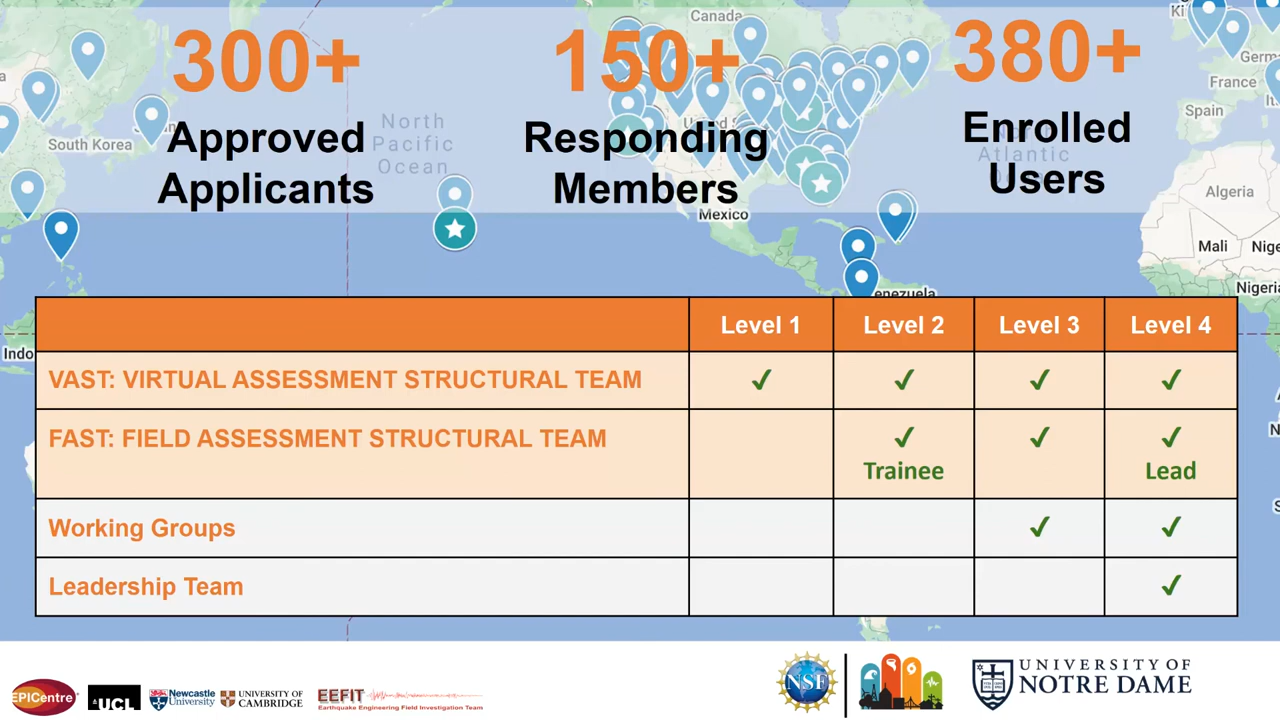 Canada
300+
150+
380+
Approved
Applicants
Responding
Members
Enrolled
Users
North
Pacific
Ocean
South Korea
Mexico
Spain
France
Algeria
Mali
Level 1
Level 2
Level 3
Level 4
VAST: VIRTUAL ASSESSMENT STRUCTURAL TEAM
✓ ✓ ✓ ✓
FAST: FIELD ASSESSMENT STRUCTURAL TEAM
✓ ✓ ✓
Trainee
Lead
Working Groups
✓ ✓
Leadership Team
✓
EPICentre
UCL
Newcastle
University
UNIVERSITY OF
CAMBRIDGE
EEFIT
Earthquake Engineering Field Investigation Team
NSF
UNIVERSITY OF
NOTRE DAME